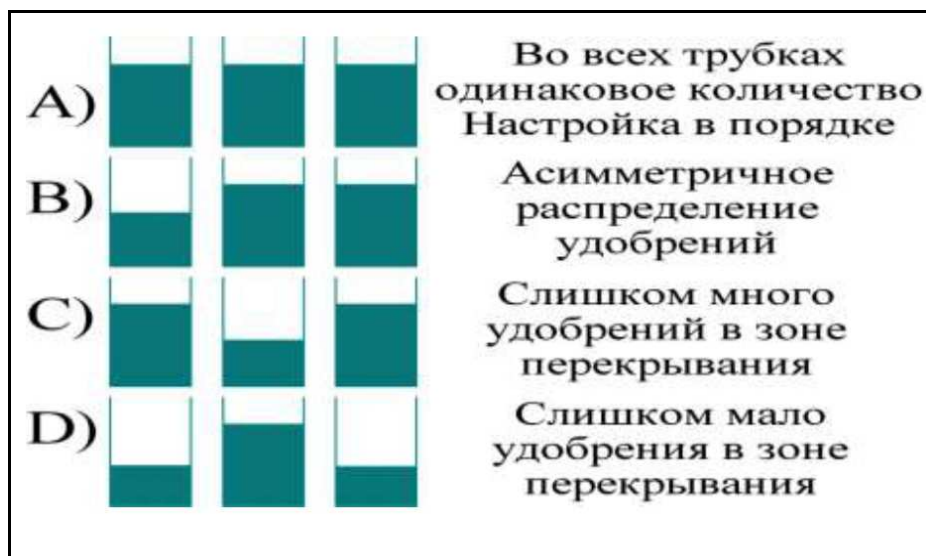 A)
Во всех трубках
одинаковое количество
Настройка в порядке
B)
Асимметричное
распределение
удобрений
C)
Слишком много
удобрений в зоне
перекрывания
D)
Слишком мало
удобрения в зоне
перекрывания